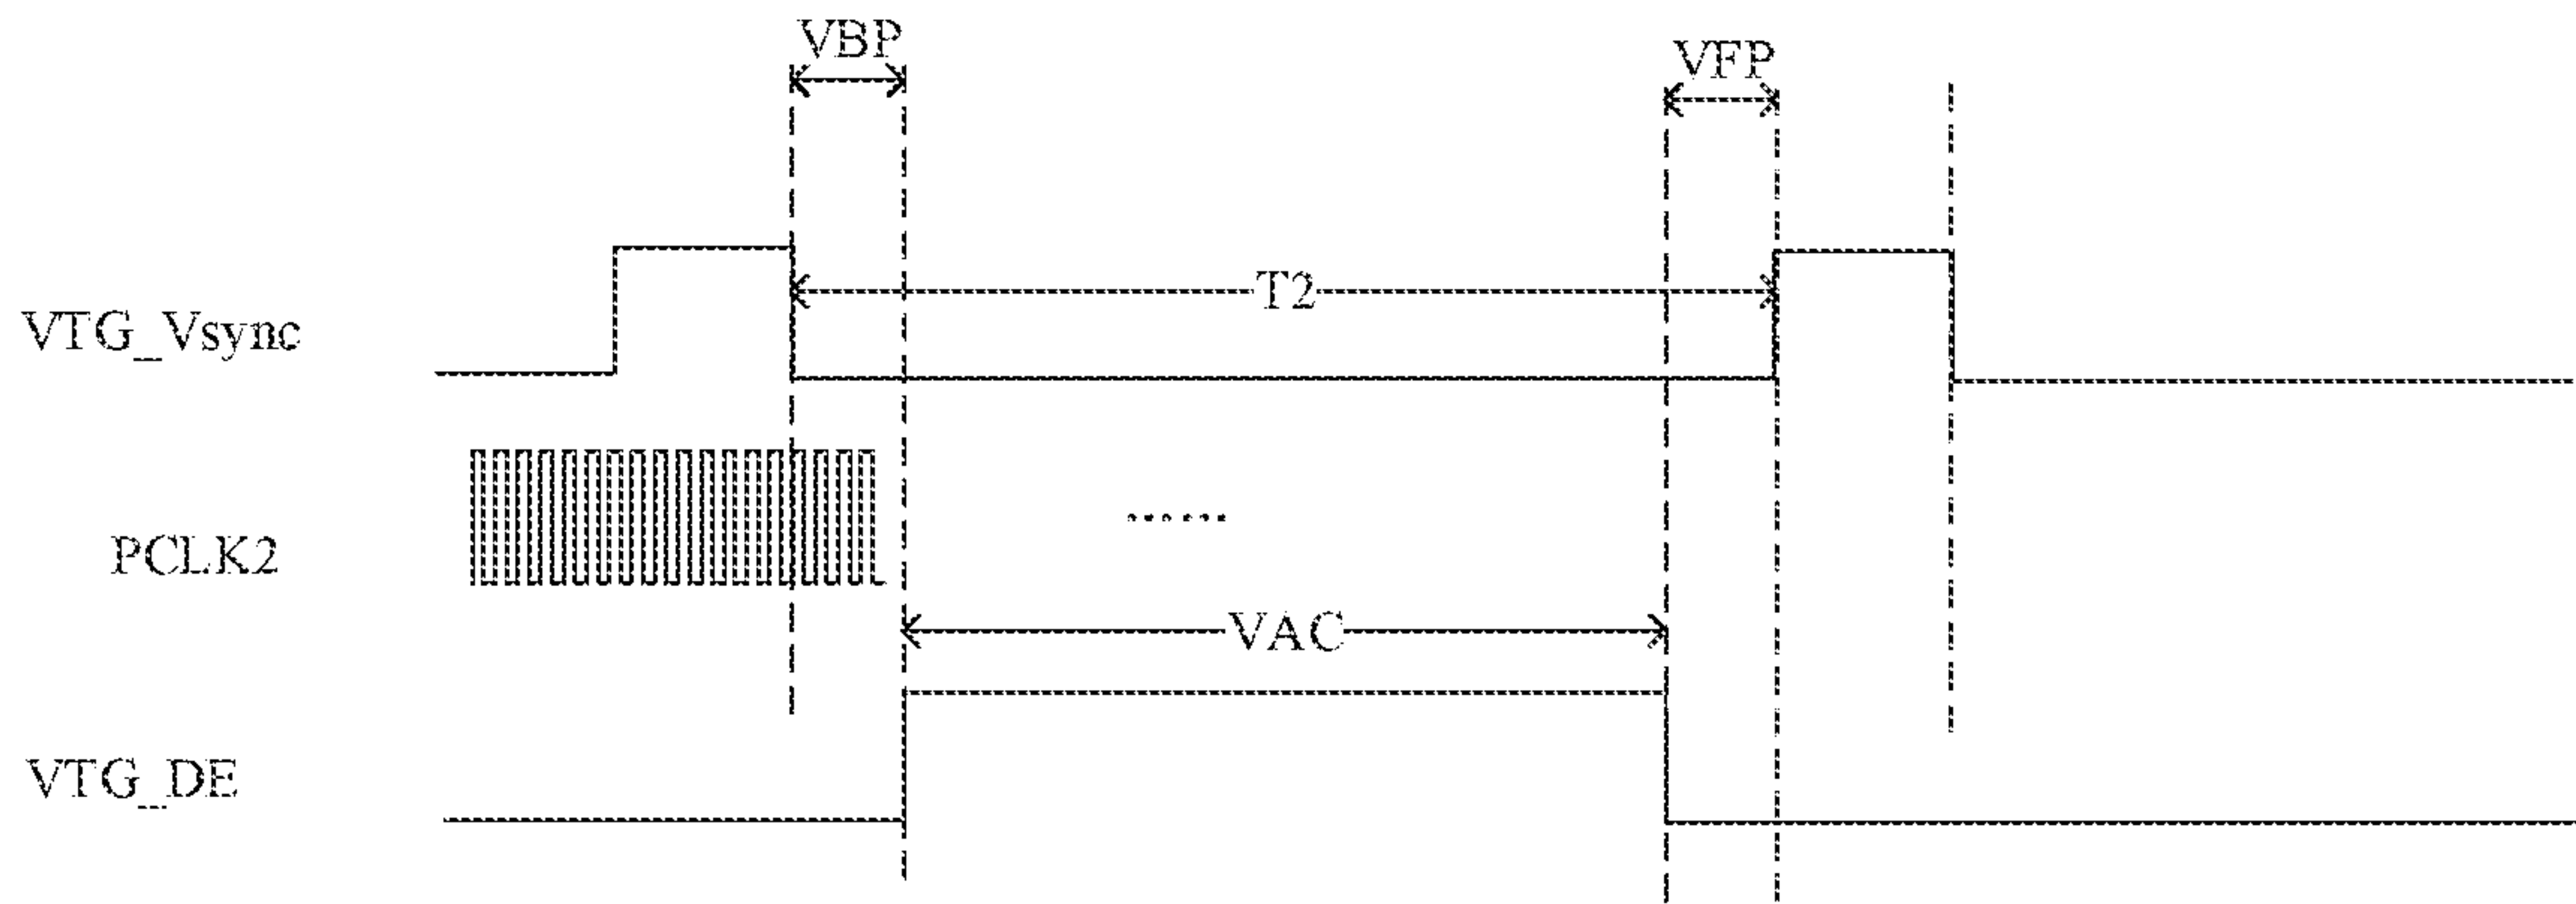 VBP
VFP
T2
VTG_Vsync
PCLK2
......
VAC
VTG_DE